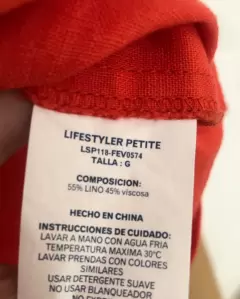 LIFESTYLER PETITE
LSP118-FEV0574
TALLA : G
COMPOSICION:
55% LINO 45% viscosa
HECHO EN CHINA
INSTRUCCIONES DE CUIDADO:
LAVAR A MANO CON AGUA FRIA
TEMPERATURA MAXIMA 30°C
LAVAR PRENDAS CON COLORES
SIMILARES
USAR DETERGENTE SUAVE
NO USAR BLANQUEADOR